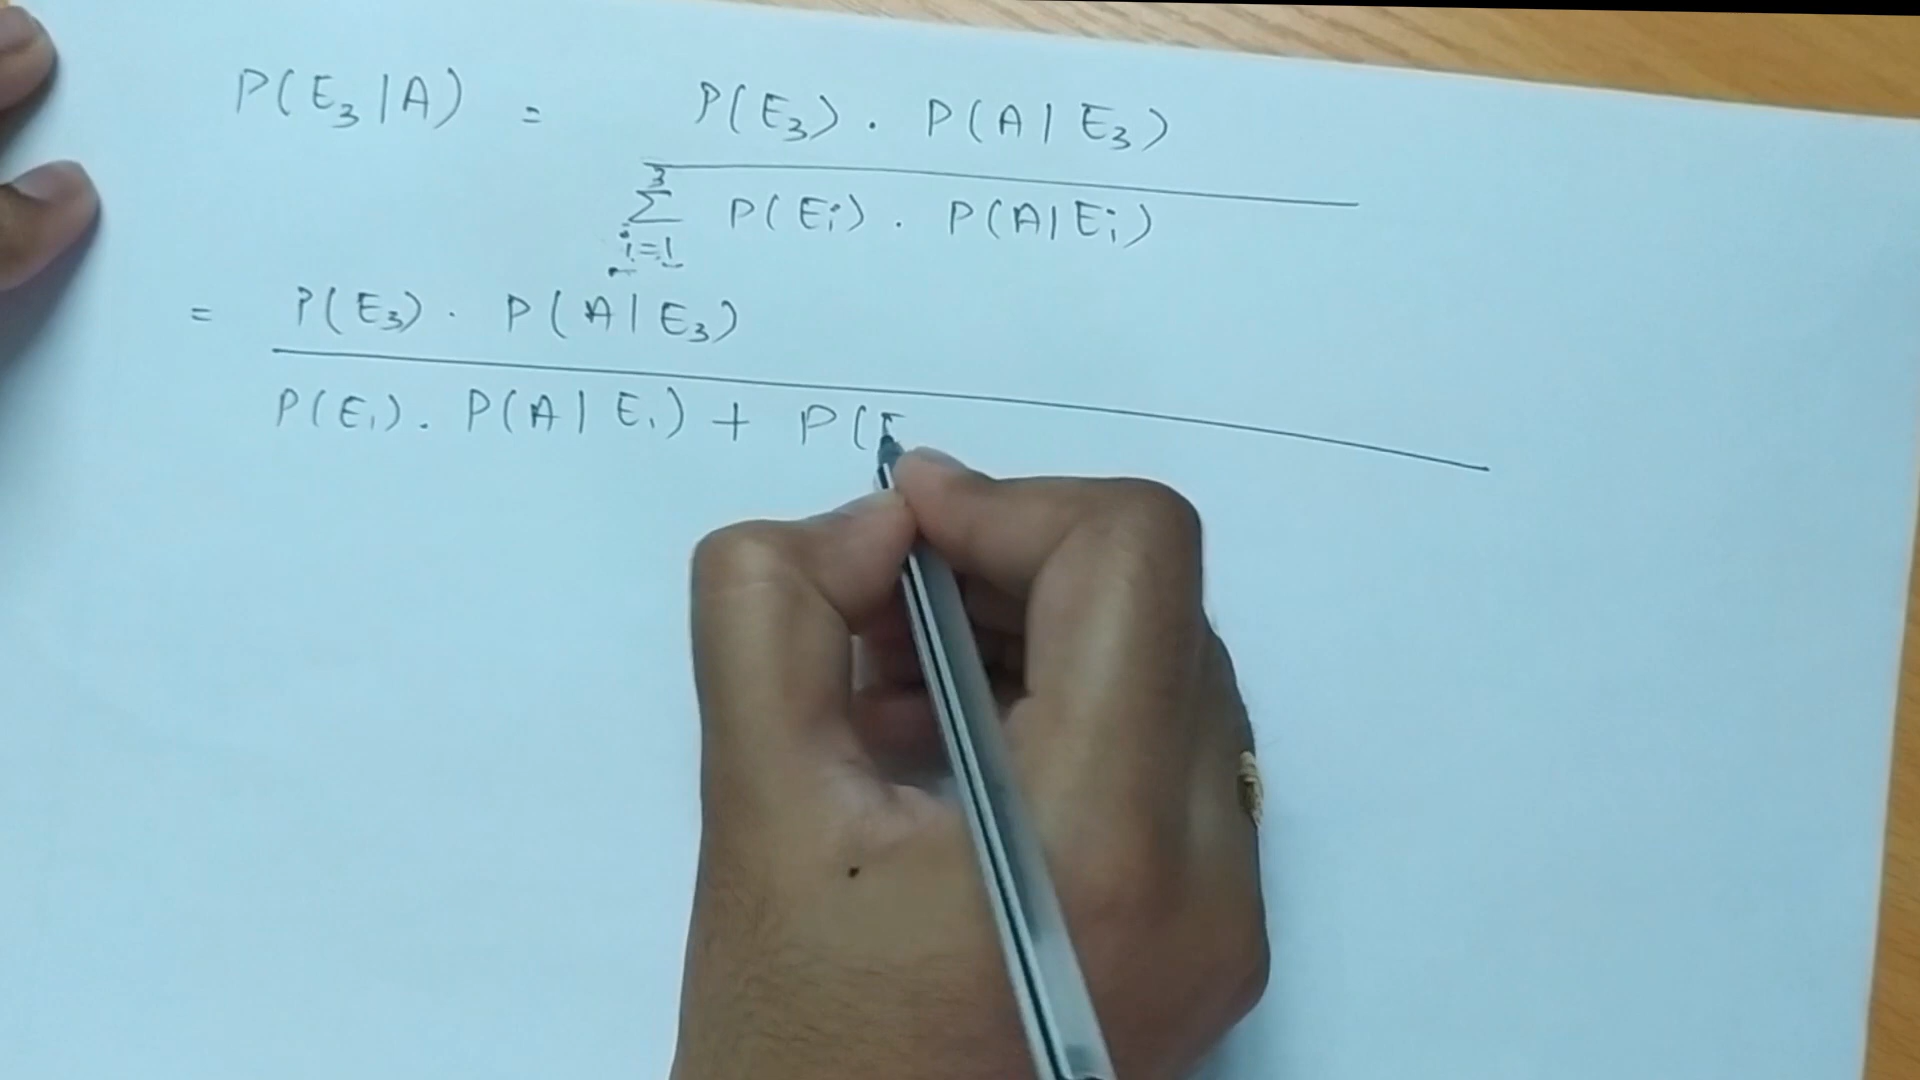 P(E₃|A) = P(E₃) . P(A|E₃)
3
∑ P(Eᵢ) . P(A|Eᵢ)
i=1
= P(E₃) . P(A|E₃)
P(E₁) . P(A|E₁) + P(